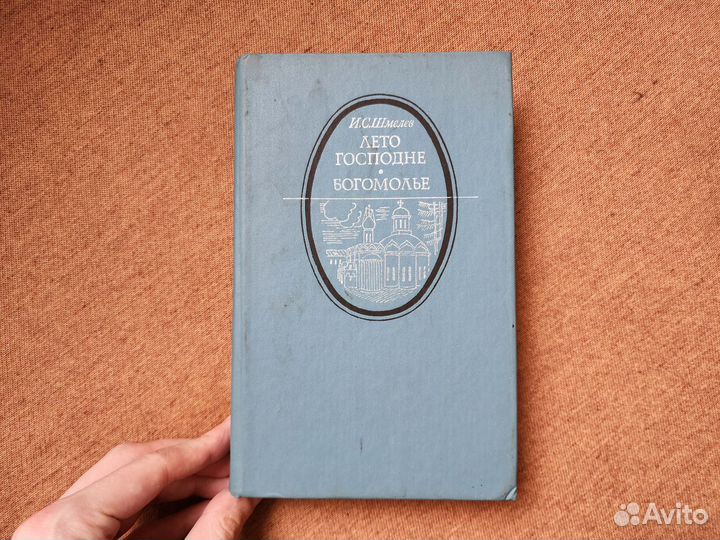 И.С.Шмелев
ЛЕТО
ГОСПОДНЕ
•
БОГОМОЛЬЕ
Avito